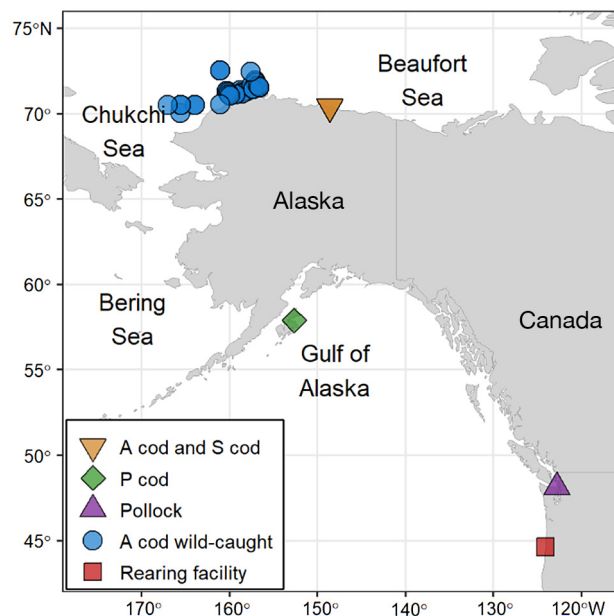 75°N
70°
65°
60°
55°
50°
45°
170°
160°
150°
140°
130°
120°W
Beaufort
Sea
Chukchi
Sea
Alaska
Bering
Sea
Canada
Gulf of
Alaska
A cod and S cod
P cod
Pollock
A cod wild-caught
Rearing facility